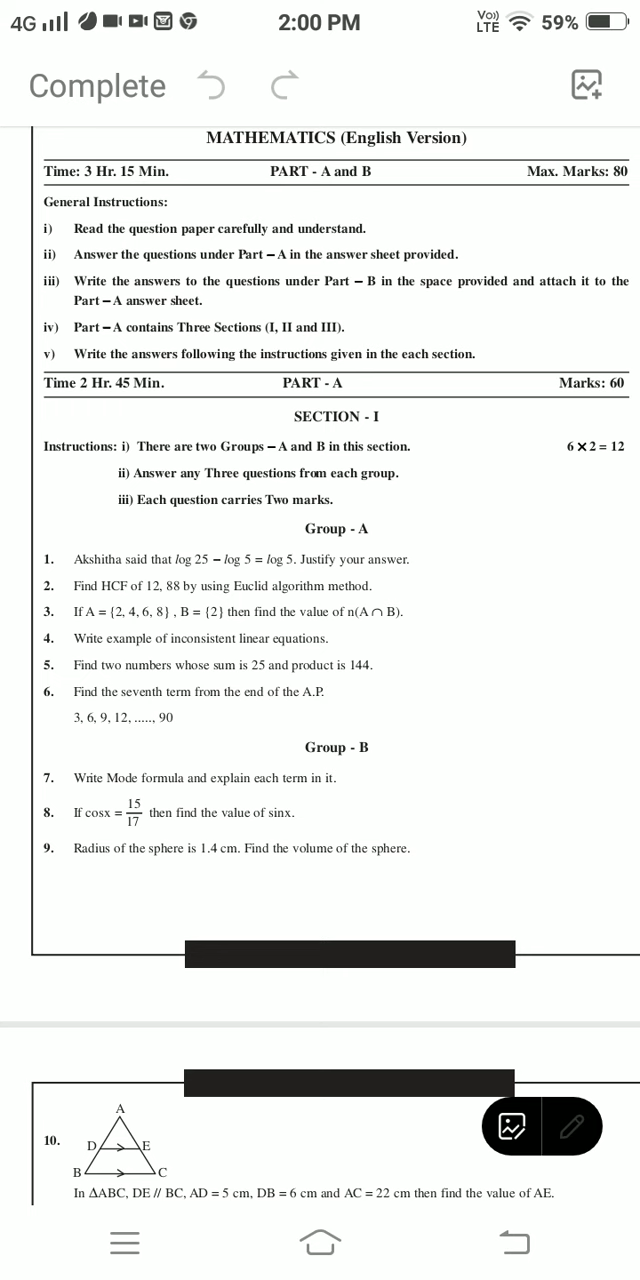 4G 2:00 PM Vo)) LTE 59%
Complete
MATHEMATICS (English Version)
Time: 3 Hr. 15 Min. PART - A and B Max. Marks: 80
General Instructions:
i) Read the question paper carefully and understand.
ii) Answer the questions under Part – A in the answer sheet provided.
iii) Write the answers to the questions under Part – B in the space provided and attach it to the
Part – A answer sheet.
iv) Part – A contains Three Sections (I, II and III).
v) Write the answers following the instructions given in the each section.
Time 2 Hr. 45 Min. PART - A Marks: 60
SECTION - I
Instructions: i) There are two Groups – A and B in this section. 6 × 2 = 12
ii) Answer any Three questions from each group.
iii) Each question carries Two marks.
Group - A
1. Akshitha said that log 25 – log 5 = log 5. Justify your answer.
2. Find HCF of 12, 88 by using Euclid algorithm method.
3. If A = {2, 4, 6, 8} , B = {2} then find the value of n(A ∩ B).
4. Write example of inconsistent linear equations.
5. Find two numbers whose sum is 25 and product is 144.
6. Find the seventh term from the end of the A.P.
3, 6, 9, 12, ....., 90
Group - B
7. Write Mode formula and explain each term in it.
8. If cosx = 15/17 then find the value of sinx.
9. Radius of the sphere is 1.4 cm. Find the volume of the sphere.
10.
A
D E
B C
In ΔABC, DE // BC, AD = 5 cm, DB = 6 cm and AC = 22 cm then find the value of AE.